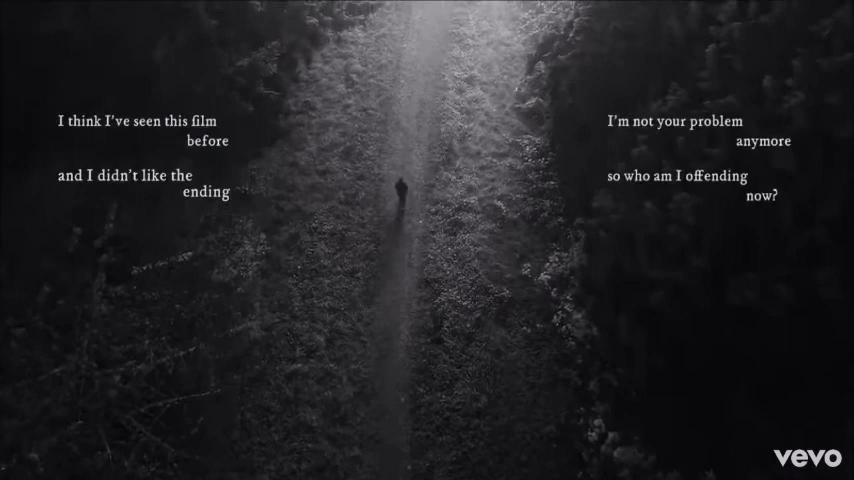 I think I've seen this film
before
and I didn't like the
ending
I'm not your problem
anymore
so who am I offending
now?
vevo